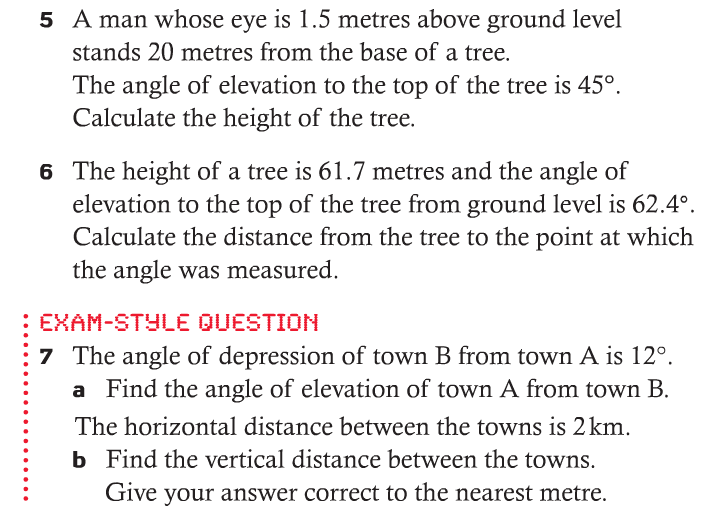 5 A man whose eye is 1.5 metres above ground level
stands 20 metres from the base of a tree.
The angle of elevation to the top of the tree is 45°.
Calculate the height of the tree.
6 The height of a tree is 61.7 metres and the angle of
elevation to the top of the tree from ground level is 62.4°.
Calculate the distance from the tree to the point at which
the angle was measured.
EXAM-STYLE QUESTION
7 The angle of depression of town B from town A is 12°.
a Find the angle of elevation of town A from town B.
The horizontal distance between the towns is 2 km.
b Find the vertical distance between the towns.
Give your answer correct to the nearest metre.